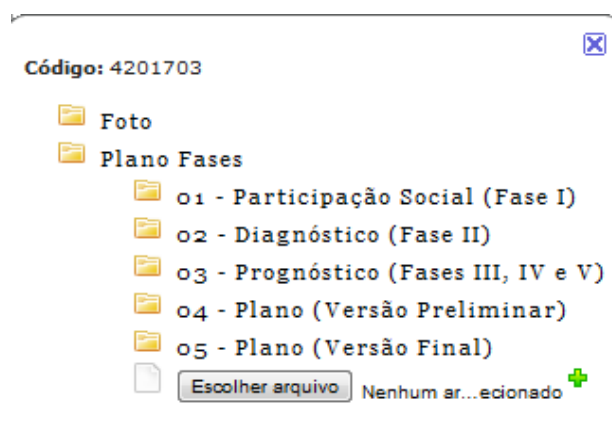 Código: 4201703
Foto
Plano Fases
01 - Participação Social (Fase I)
02 - Diagnóstico (Fase II)
03 - Prognóstico (Fases III, IV e V)
04 - Plano (Versão Preliminar)
05 - Plano (Versão Final)
Escolher arquivo Nenhum ar...ecionado